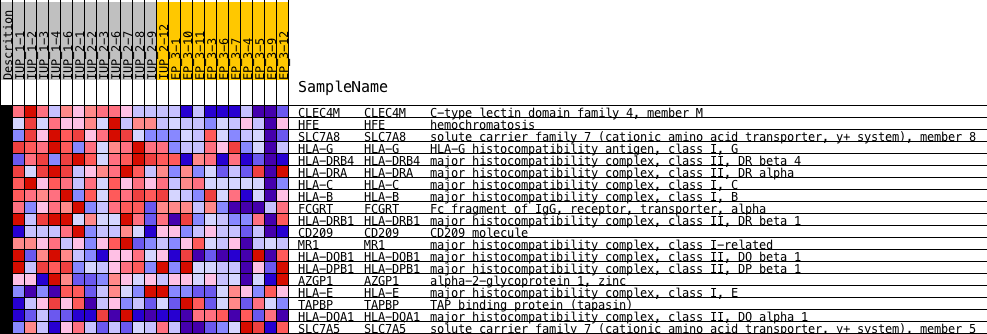 Descrition
IUP_1-1
IUP_1-2
IUP_1-3
IUP_1-4
IUP_1-6
IUP_2-1
IUP_2-2
IUP_2-3
IUP_2-6
IUP_2-7
IUP_2-8
IUP_2-9
IUP_2-12
EP_3-1
EP_3-10
EP_3-11
EP_3-3
EP_3-6
EP_3-7
EP_3-4
EP_3-5
EP_3-9
EP_3-12
SampleName
CLEC4M CLEC4M C-type lectin domain family 4, member M
HFE HFE hemochromatosis
SLC7A8 SLC7A8 solute carrier family 7 (cationic amino acid transporter, y+ system), member 8
HLA-G HLA-G HLA-G histocompatibility antigen, class I, G
HLA-DRB4 HLA-DRB4 major histocompatibility complex, class II, DR beta 4
HLA-DRA HLA-DRA major histocompatibility complex, class II, DR alpha
HLA-C HLA-C major histocompatibility complex, class I, C
HLA-B HLA-B major histocompatibility complex, class I, B
FCGRT FCGRT Fc fragment of IgG, receptor, transporter, alpha
HLA-DRB1 HLA-DRB1 major histocompatibility complex, class II, DR beta 1
CD209 CD209 CD209 molecule
MR1 MR1 major histocompatibility complex, class I-related
HLA-DQB1 HLA-DQB1 major histocompatibility complex, class II, DQ beta 1
HLA-DPB1 HLA-DPB1 major histocompatibility complex, class II, DP beta 1
AZGP1 AZGP1 alpha-2-glycoprotein 1, zinc
HLA-E HLA-E major histocompatibility complex, class I, E
TAPBP TAPBP TAP binding protein (tapasin)
HLA-DQA1 HLA-DQA1 major histocompatibility complex, class II, DQ alpha 1
SLC7A5 SLC7A5 solute carrier family 7 (cationic amino acid transporter, y+ system), member 5